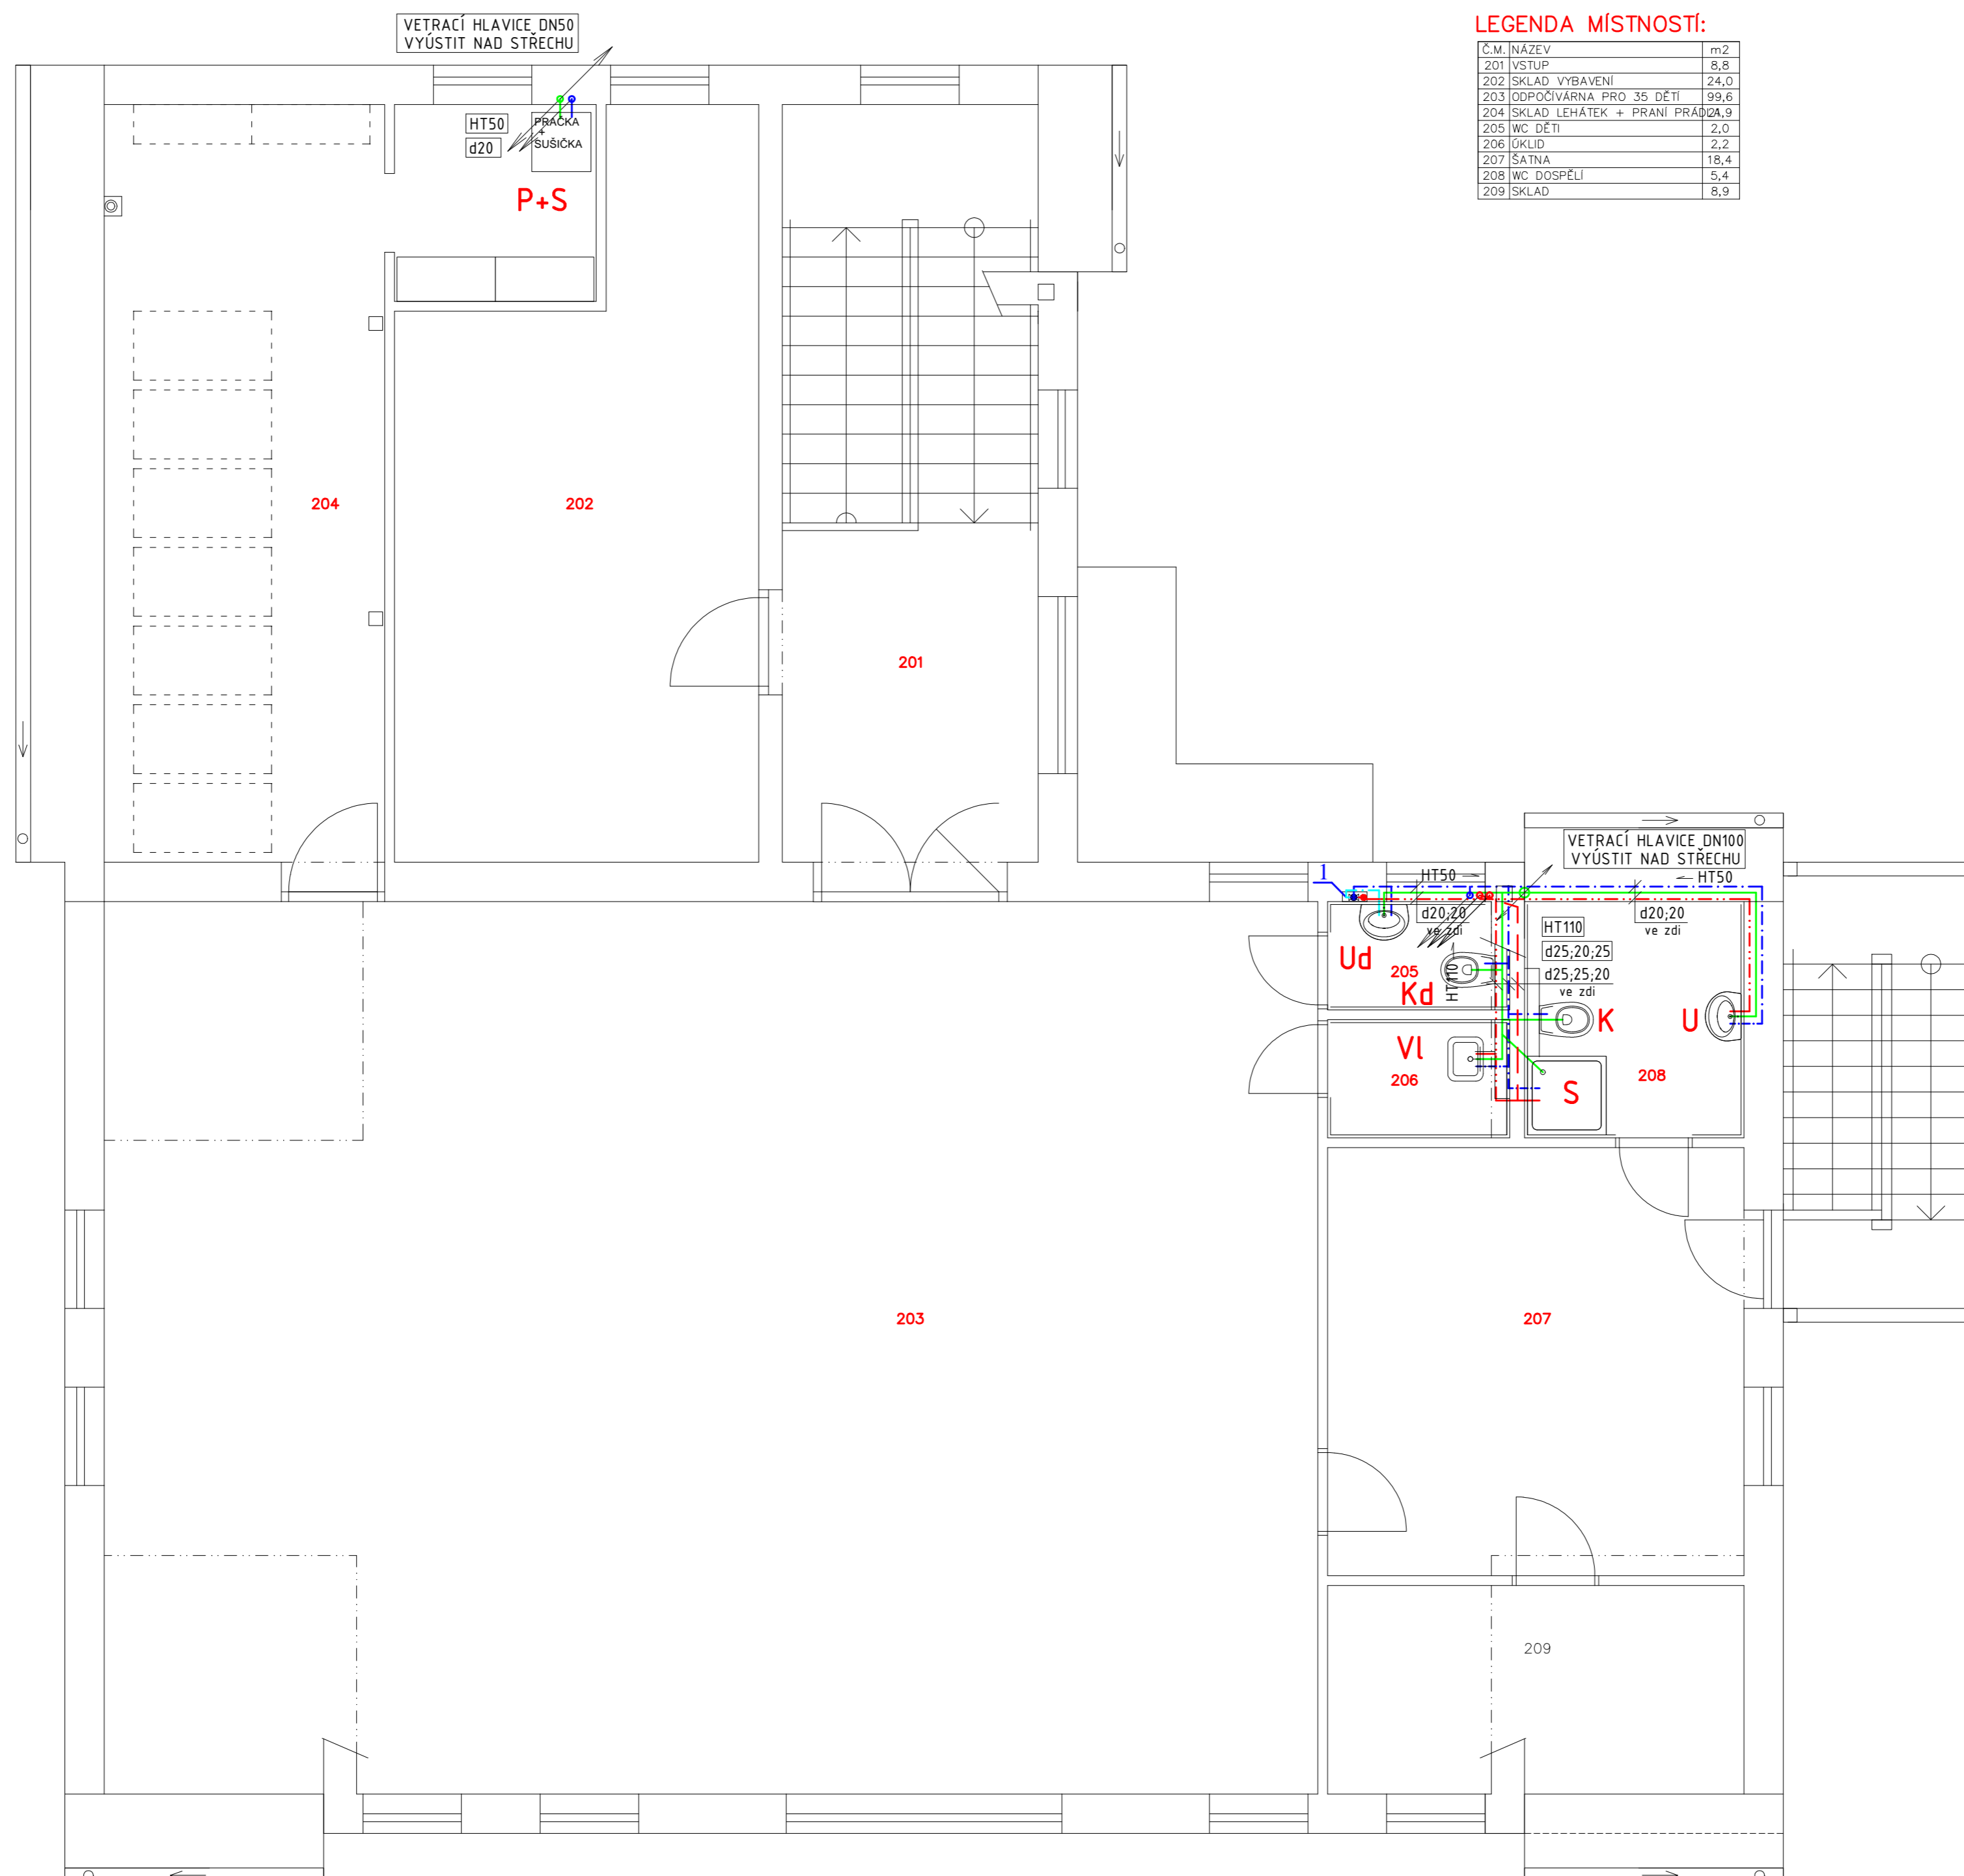 VETRACÍ HLAVICE DN50
VYÚSTIT NAD STŘECHU
LEGENDA MÍSTNOSTÍ:
Č.M. NÁZEV m2
201 VSTUP 8,8
202 SKLAD VYBAVENÍ 24,0
203 ODPOČÍVÁRNA PRO 35 DĚTÍ 99,6
204 SKLAD LEHÁTEK + PRANÍ PRÁDLA 21,9
205 WC DĚTI 2,0
206 ÚKLID 2,2
207 ŠATNA 18,4
208 WC DOSPĚLÍ 5,4
209 SKLAD 8,9
HT50
d20
PRAČKA
+
SUŠIČKA
P+S
204
202
201
VETRACÍ HLAVICE DN100
VYÚSTIT NAD STŘECHU
1
HT50
HT50
d20;20
ve zdi
d20;20
ve zdi
HT110
d25;20;25
d25;25;20
ve zdi
Ud
205
Kd
HT110
K
U
Vl
206
S
208
203
207
209